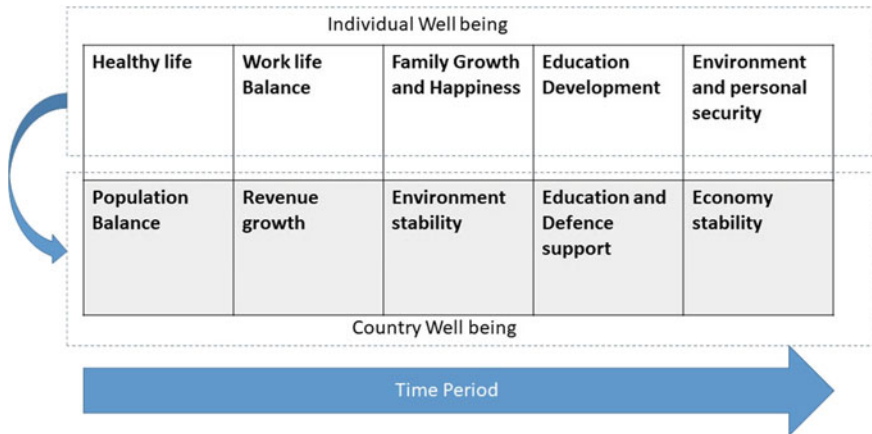 Individual Well being
Healthy life
Work life
Balance
Family Growth
and Happiness
Education
Development
Environment
and personal
security
Population
Balance
Revenue
growth
Environment
stability
Education and
Defence
support
Economy
stability
Country Well being
Time Period